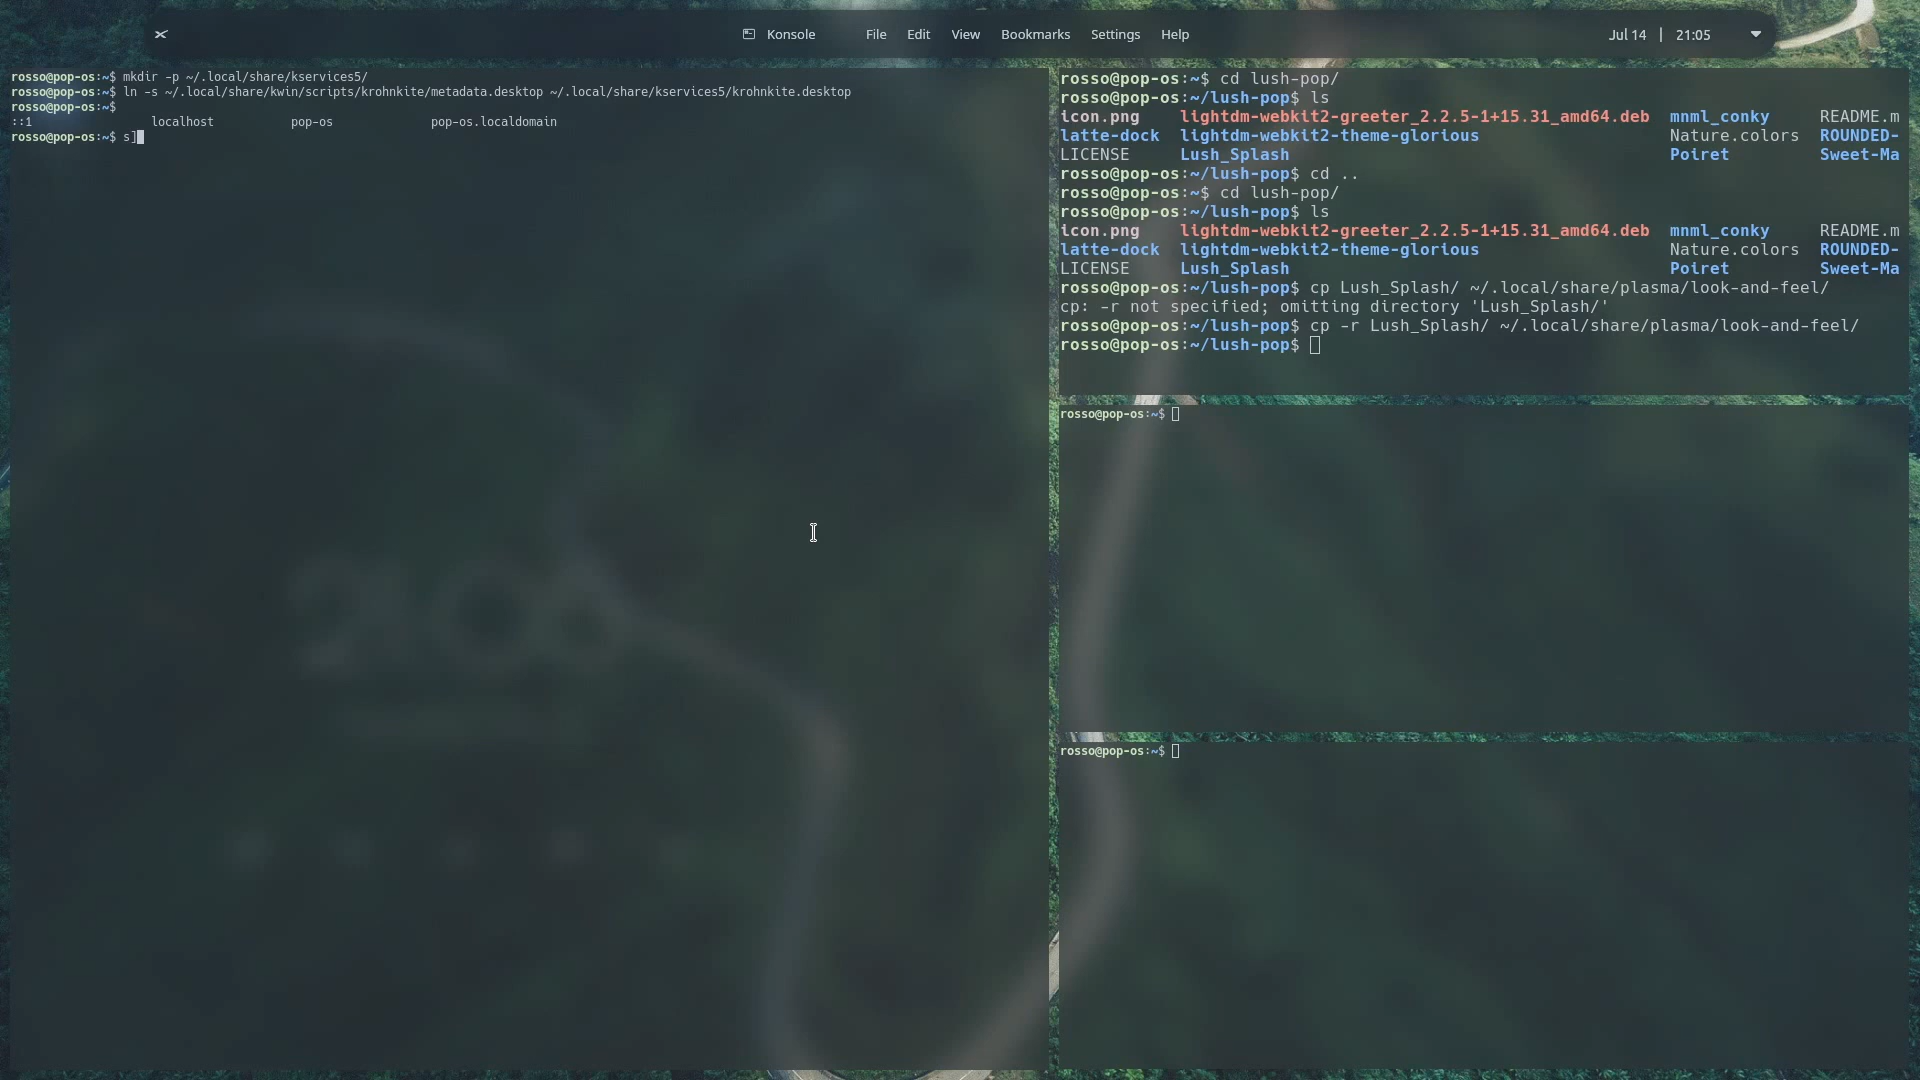 Konsole File Edit View Bookmarks Settings Help Jul 14 | 21:05
rosso@pop-os:~$ mkdir -p ~/.local/share/kservices5/
rosso@pop-os:~$ ln -s ~/.local/share/kwin/scripts/krohnkite/metadata.desktop ~/.local/share/kservices5/krohnkite.desktop
rosso@pop-os:~$
::1 localhost pop-os pop-os.localdomain
rosso@pop-os:~$ s]
rosso@pop-os:~$ cd lush-pop/
rosso@pop-os:~/lush-pop$ ls
icon.png lightdm-webkit2-greeter_2.2.5-1+15.31_amd64.deb mnml_conky README.m
latte-dock lightdm-webkit2-theme-glorious Nature.colors ROUNDED-
LICENSE Lush_Splash Poiret Sweet-Ma
rosso@pop-os:~/lush-pop$ cd ..
rosso@pop-os:~$ cd lush-pop/
rosso@pop-os:~/lush-pop$ ls
icon.png lightdm-webkit2-greeter_2.2.5-1+15.31_amd64.deb mnml_conky README.m
latte-dock lightdm-webkit2-theme-glorious Nature.colors ROUNDED-
LICENSE Lush_Splash Poiret Sweet-Ma
rosso@pop-os:~/lush-pop$ cp Lush_Splash/ ~/.local/share/plasma/look-and-feel/
cp: -r not specified; omitting directory 'Lush_Splash/'
rosso@pop-os:~/lush-pop$ cp -r Lush_Splash/ ~/.local/share/plasma/look-and-feel/
rosso@pop-os:~/lush-pop$
rosso@pop-os:~$
rosso@pop-os:~$